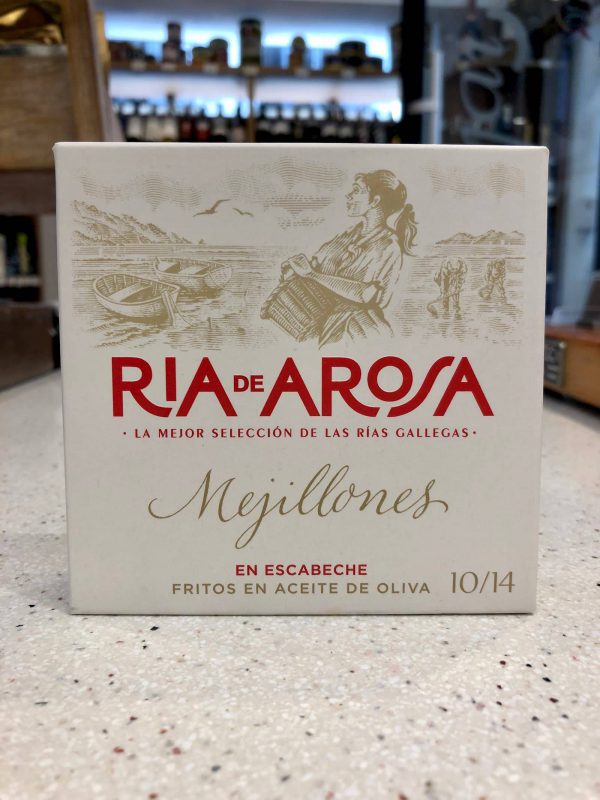 RIA DE AROSA
· LA MEJOR SELECCIÓN DE LAS RÍAS GALLEGAS ·
Mejillones
EN ESCABECHE
FRITOS EN ACEITE DE OLIVA 10/14